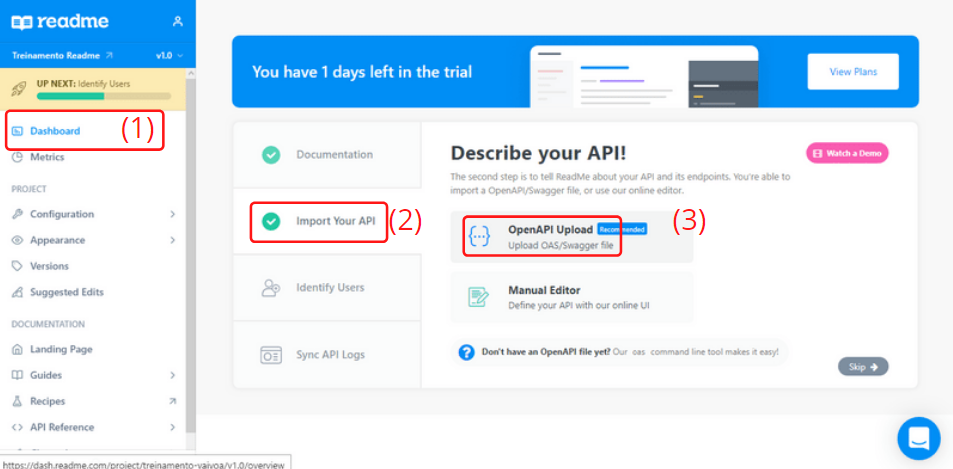 readme
Treinamento Readme
v1.0
UP NEXT: Identify Users
Dashboard
(1)
Metrics
PROJECT
Configuration
Appearance
Versions
Suggested Edits
DOCUMENTATION
Landing Page
Guides
Recipes
API Reference
https://dash.readme.com/project/treinamento-vaivoa/v1.0/overview
You have 1 days left in the trial
View Plans
Documentation
Import Your API
(2)
Identify Users
Sync API Logs
Describe your API!
Watch a Demo
The second step is to tell ReadMe about your API and its endpoints. You're able to
import a OpenAPI/Swagger file, or use our online editor.
OpenAPI Upload Recommended
(3)
Upload OAS/Swagger file
Manual Editor
Define your API with our online UI
Don't have an OpenAPI file yet? Our oas command line tool makes it easy!
Skip